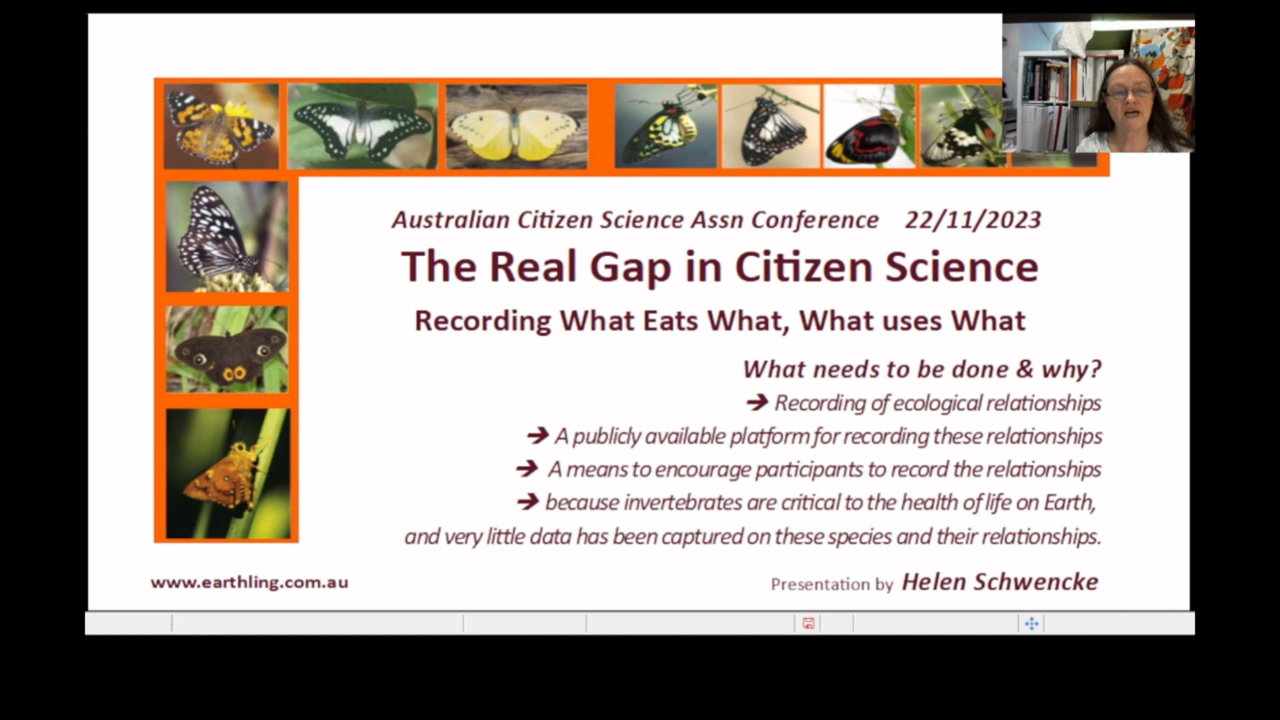 Australian Citizen Science Assn Conference 22/11/2023
The Real Gap in Citizen Science
Recording What Eats What, What uses What
What needs to be done & why?
➔ Recording of ecological relationships
➔ A publicly available platform for recording these relationships
➔ A means to encourage participants to record the relationships
➔ because invertebrates are critical to the health of life on Earth,
and very little data has been captured on these species and their relationships.
www.earthling.com.au
Presentation by Helen Schwencke